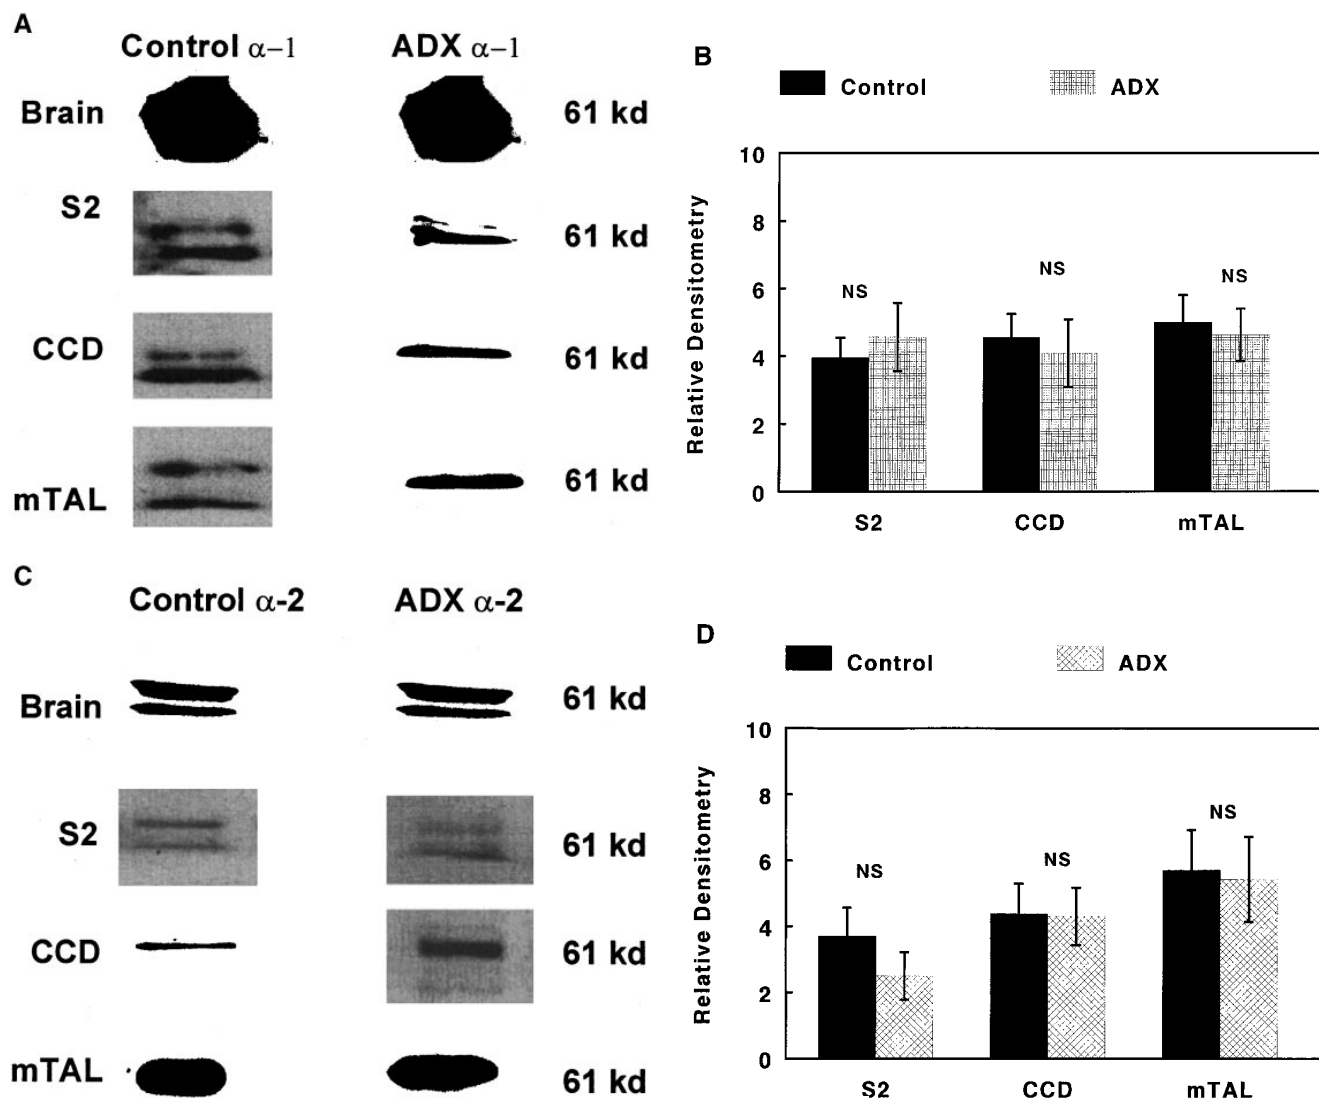 A
Control α–1
ADX α–1
Brain
61 kd
S2
61 kd
CCD
61 kd
mTAL
61 kd
B
Control
ADX
Relative Densitometry
10
8
6
4
2
0
NS
NS
NS
S2
CCD
mTAL
C
Control α-2
ADX α-2
Brain
61 kd
S2
61 kd
CCD
61 kd
mTAL
61 kd
D
Control
ADX
Relative Densitometry
10
8
6
4
2
0
NS
NS
NS
S2
CCD
mTAL